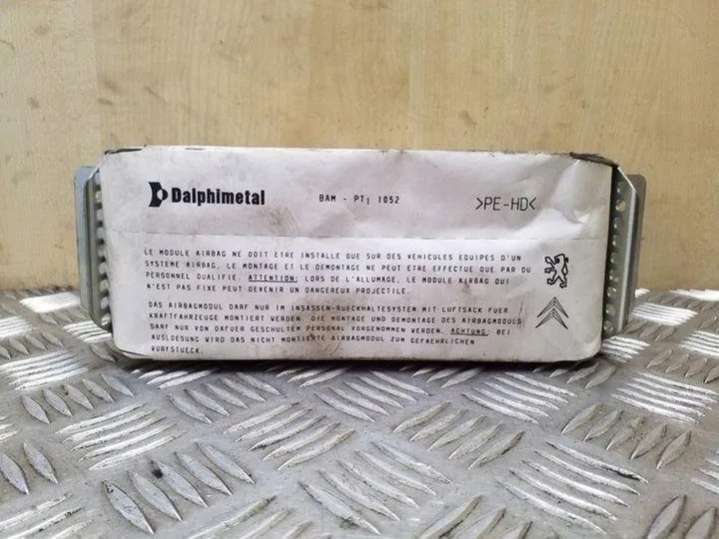 Dalphimetal
BAM - PT1 1052
>PE-HD<
LE MODULE AIRBAG NE DOIT ETRE INSTALLE QUE SUR DES VEHICULES EQUIPES D'UN
SYSTEME AIRBAG, LE MONTAGE ET LE DEMONTAGE NE PEUT ETRE EFFECTUE QUE PAR DU
PERSONNEL QUALIFIE. ATTENTION: LORS DE L'ALLUMAGE, LE MODULE AIRBAG QUI
N'EST PAS FIXE PEUT DEVENIR UN DANGEREUX PROJECTILE.
DAS AIRBAGMODUL DARF NUR IM INSASSEN-RUECKHALTESYSTEM MIT LUFTSACK FUER
KRAFTFAHRZEUGE MONTIERT WERDEN. DIE MONTAGE UND DEMONTAGE DES AIRBAGMODULS
DARF NUR VON DAFUER GESCHULTEM PERSONAL VORGENOMMEN WERDEN. ACHTUNG: BEI
AUSLOESUNG WIRD DAS NICHT MONTIERTE AIRBAGMODUL ZUM GEFAEHRLICHEN